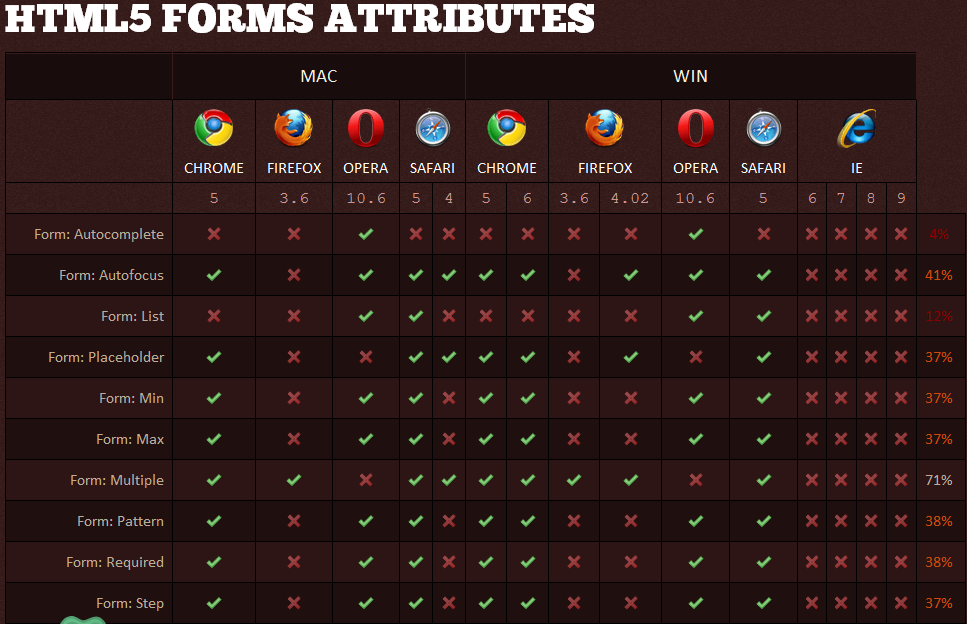 HTML5 FORMS ATTRIBUTES
MAC WIN
CHROME FIREFOX OPERA SAFARI CHROME FIREFOX OPERA SAFARI IE
5 3.6 10.6 5 4 5 6 3.6 4.02 10.6 5 6 7 8 9
Form: Autocomplete 4%
Form: Autofocus 41%
Form: List 12%
Form: Placeholder 37%
Form: Min 37%
Form: Max 37%
Form: Multiple 71%
Form: Pattern 38%
Form: Required 38%
Form: Step 37%